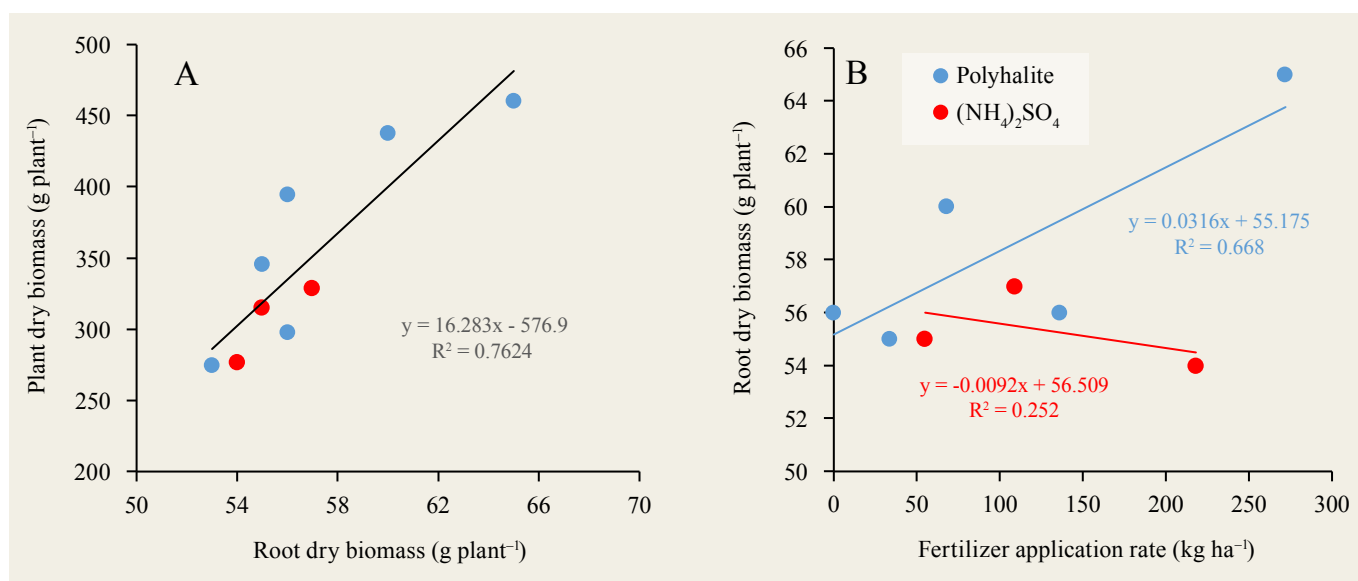 A
500
450
400
350
300
250
200
Plant dry biomass (g plant⁻¹)
y = 16.283x - 576.9
R² = 0.7624
50 54 58 62 66 70
Root dry biomass (g plant⁻¹)
B
Polyhalite
(NH₄)₂SO₄
66
64
62
60
58
56
54
52
50
Root dry biomass (g plant⁻¹)
y = 0.0316x + 55.175
R² = 0.668
y = -0.0092x + 56.509
R² = 0.252
0 50 100 150 200 250 300
Fertilizer application rate (kg ha⁻¹)